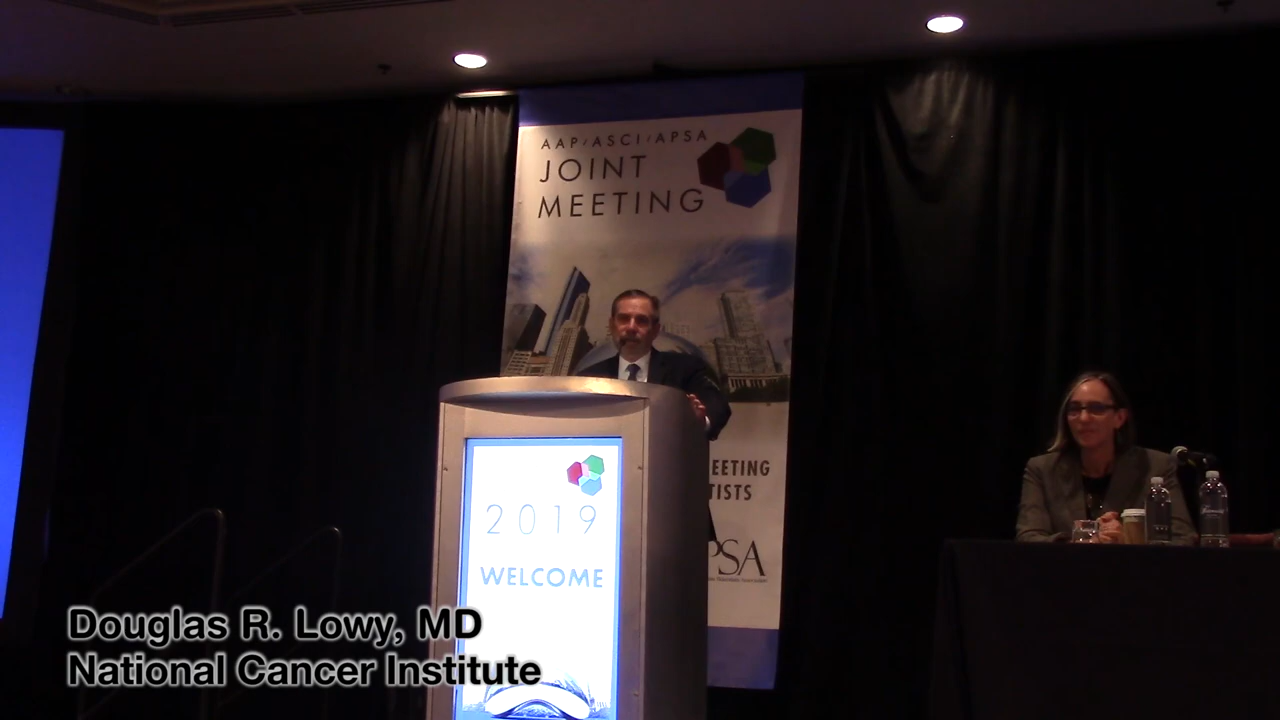 AAP/ASCI/APSA
JOINT
MEETING
EETING
TISTS
PSA
2019
WELCOME
Douglas R. Lowy, MD
National Cancer Institute